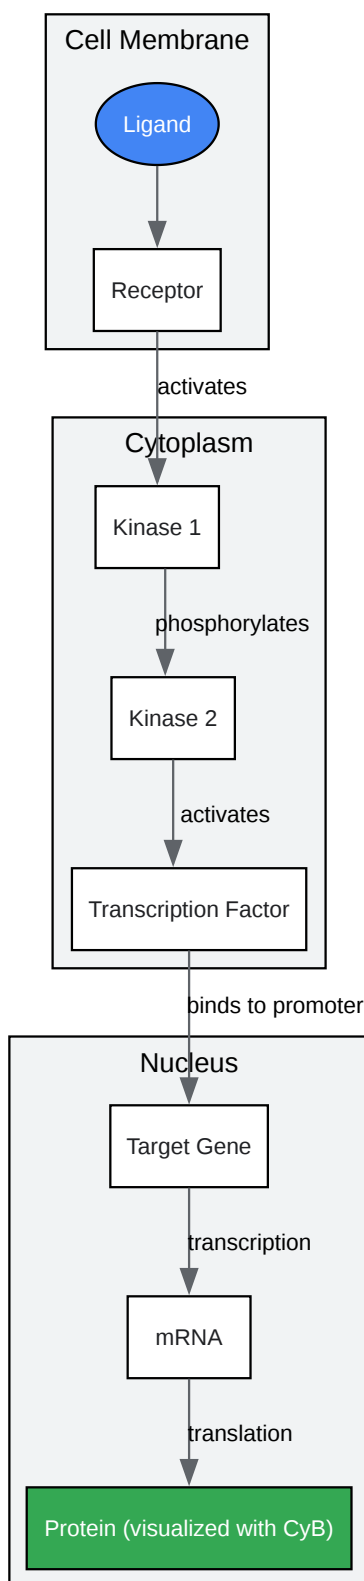 Cell Membrane
Ligand
Receptor
activates
Cytoplasm
Kinase 1
phosphorylates
Kinase 2
activates
Transcription Factor
binds to promoter
Nucleus
Target Gene
transcription
mRNA
translation
Protein (visualized with CyB)